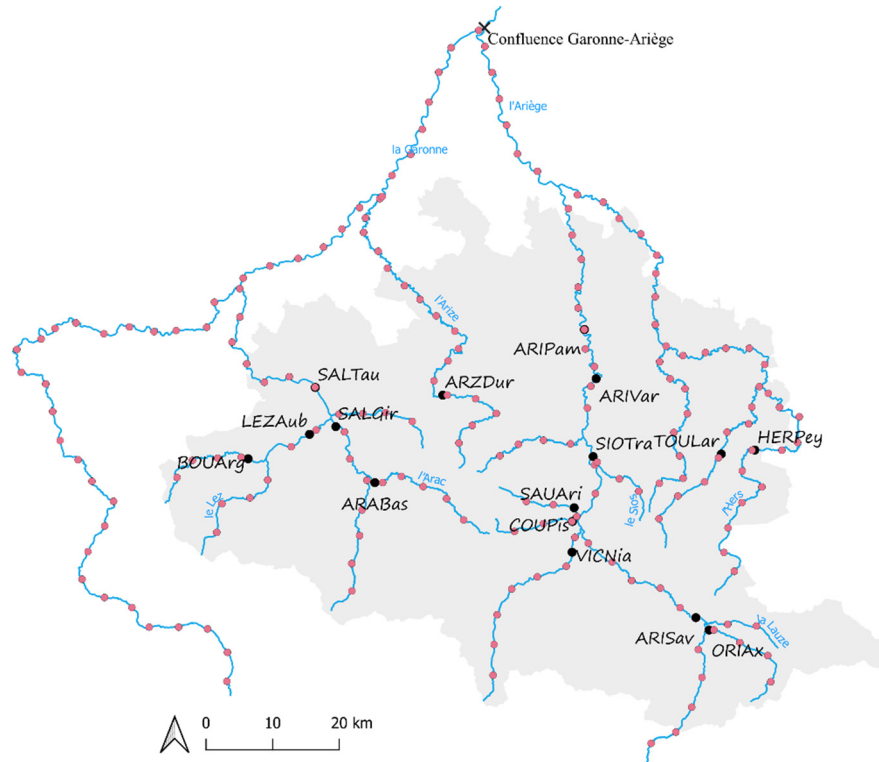 Confluence Garonne-Ariège
l'Ariège
la Garonne
l'Arize
ARIPam
SALTau
ARZDur
ARIVar
LEZAub
SALGir
SIOTra
TOULar
HERPey
BOUArg
l'Arac
SAUAri
le Lez
ARABas
l'Hers
le Sios
COUPis
VICNia
la Lauze
ARISav
ORIAx
0 10 20 km